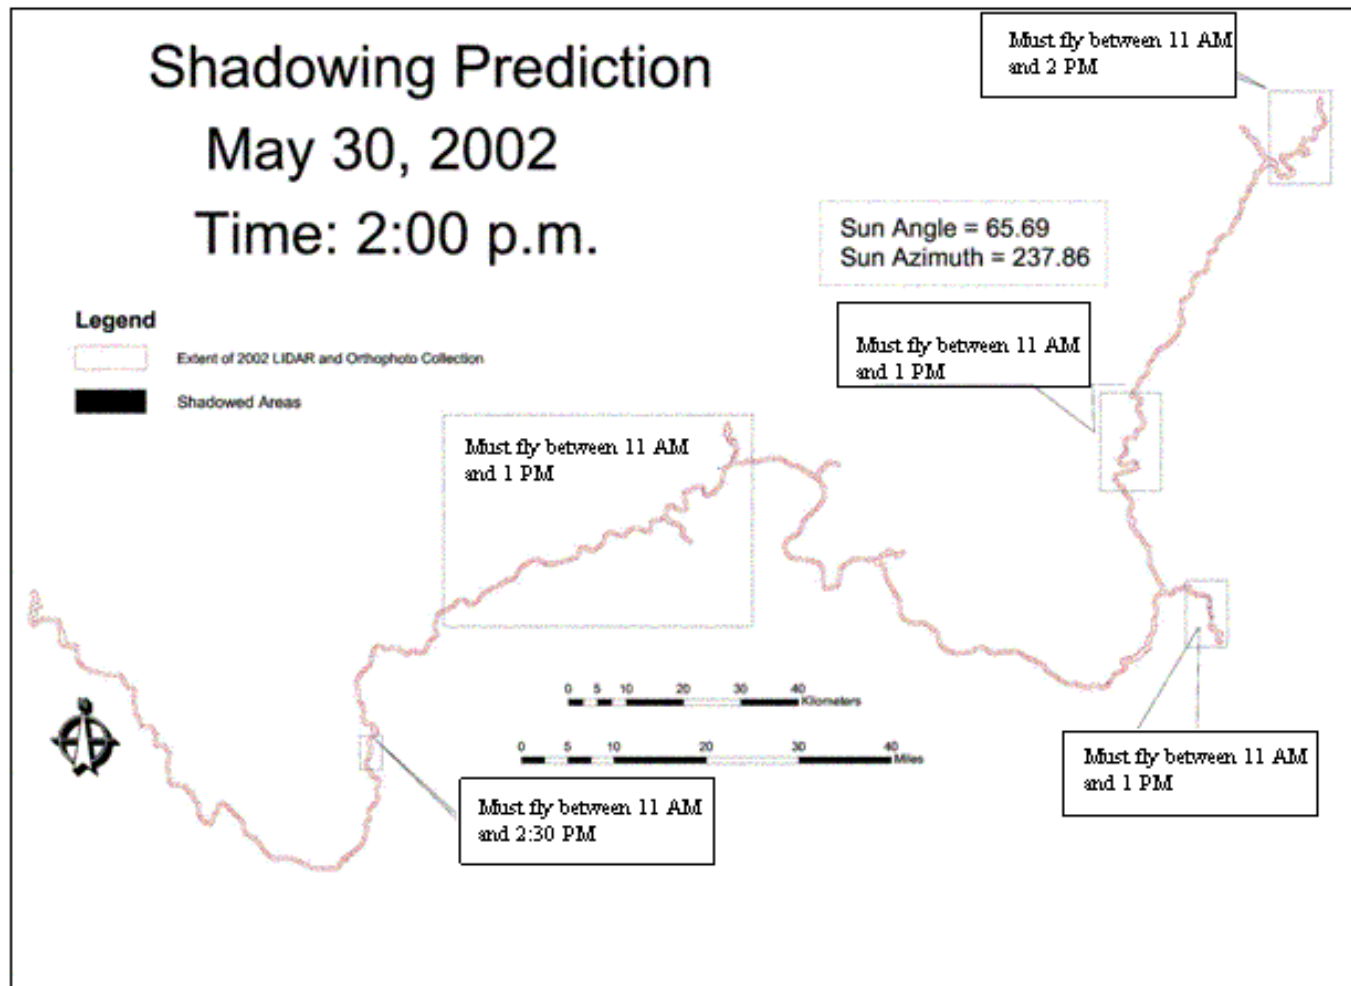 Shadowing Prediction
May 30, 2002
Time: 2:00 p.m.
Must fly between 11 AM
and 2 PM
Sun Angle = 65.69
Sun Azimuth = 237.86
Legend
Extent of 2002 LIDAR and Orthophoto Collection
Shadowed Areas
Must fly between 11 AM
and 1 PM
Must fly between 11 AM
and 1 PM
0 5 10 20 30 40
Kilometers
0 5 10 20 30 40
Miles
Must fly between 11 AM
and 1 PM
Must fly between 11 AM
and 2:30 PM